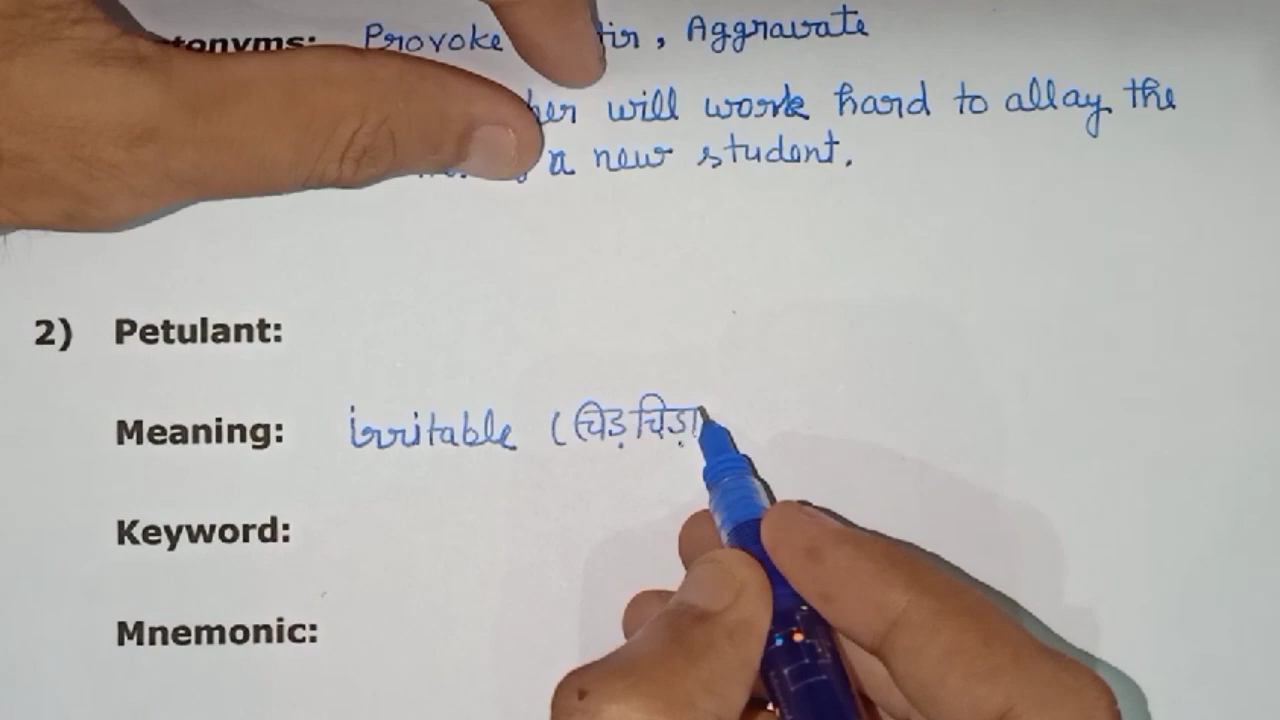 Provoke , Aggravate
will work hard to allay the
a new student.
2) Petulant:
Meaning: irritable (चिड़चिड़ा
Keyword:
Mnemonic: